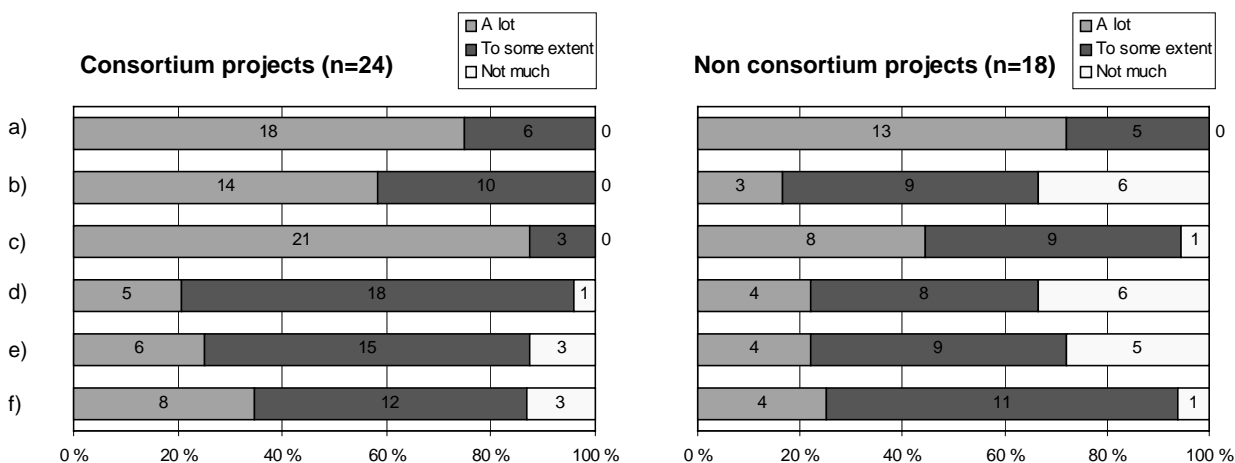 A lot
To some extent
Not much
Consortium projects (n=24)
a) 18 6 0
b) 14 10 0
c) 21 3 0
d) 5 18 1
e) 6 15 3
f) 8 12 3
0 % 20 % 40 % 60 % 80 % 100 %
A lot
To some extent
Not much
Non consortium projects (n=18)
13 5 0
3 9 6
8 9 1
4 8 6
4 9 5
4 11 1
0 % 20 % 40 % 60 % 80 % 100 %